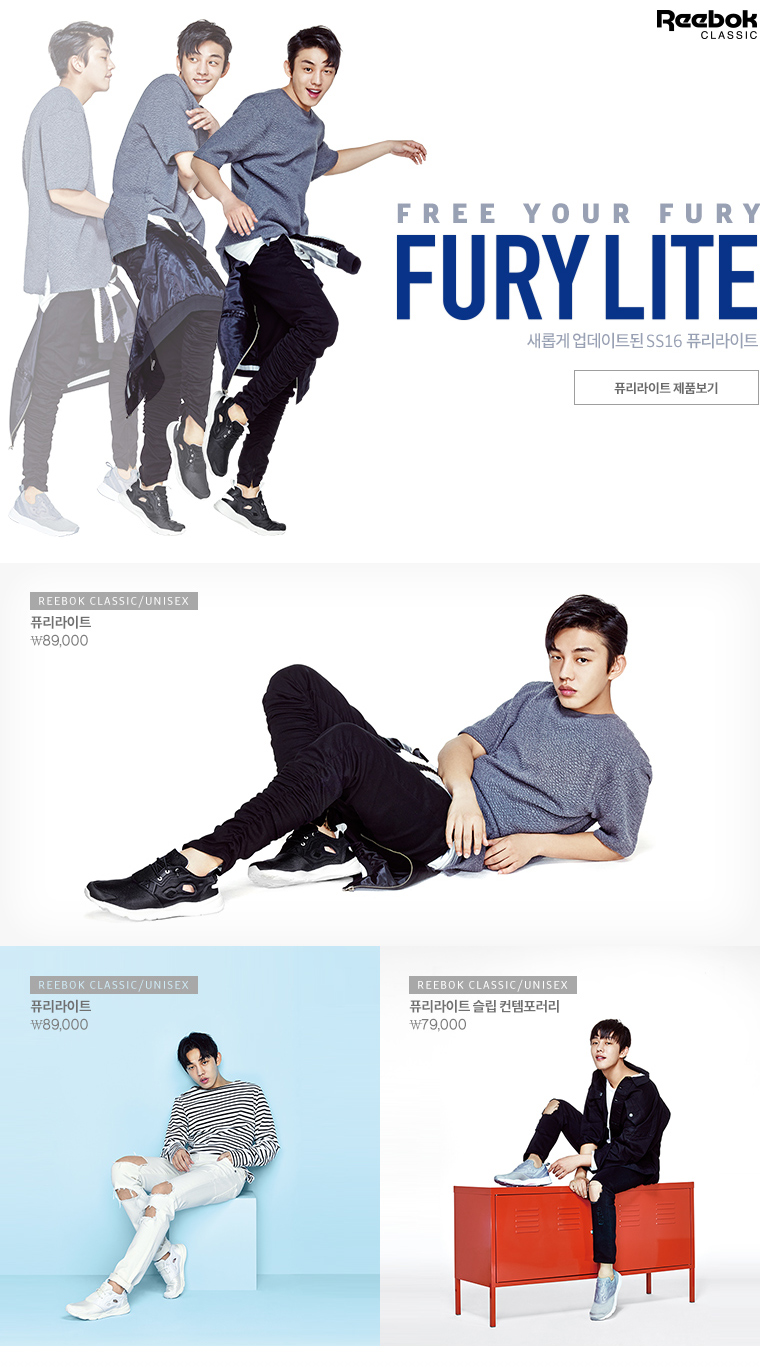 Reebok
CLASSIC
FREE YOUR FURY
FURYLITE
새롭게 업데이트된 SS16 퓨리라이트
퓨리라이트 제품보기
REEBOK CLASSIC/UNISEX
퓨리라이트
₩89,000
REEBOK CLASSIC/UNISEX
퓨리라이트
₩89,000
REEBOK CLASSIC/UNISEX
퓨리라이트 슬립 컨템포러리
₩79,000